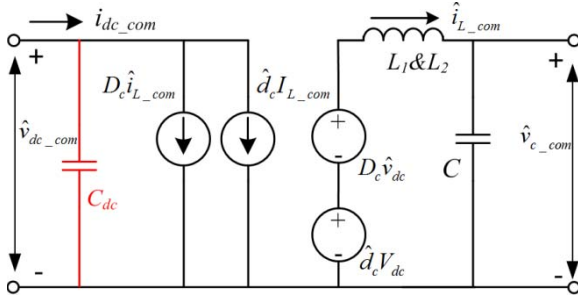 i_dc_com
î_L_com
+
D_c î_L_com
d̂_c I_L_com
L_1&L_2
+
+
v̂_dc_com
v̂_c_com
-
C_dc
D_c v̂_dc
C
+
-
-
d̂_c V_dc
-